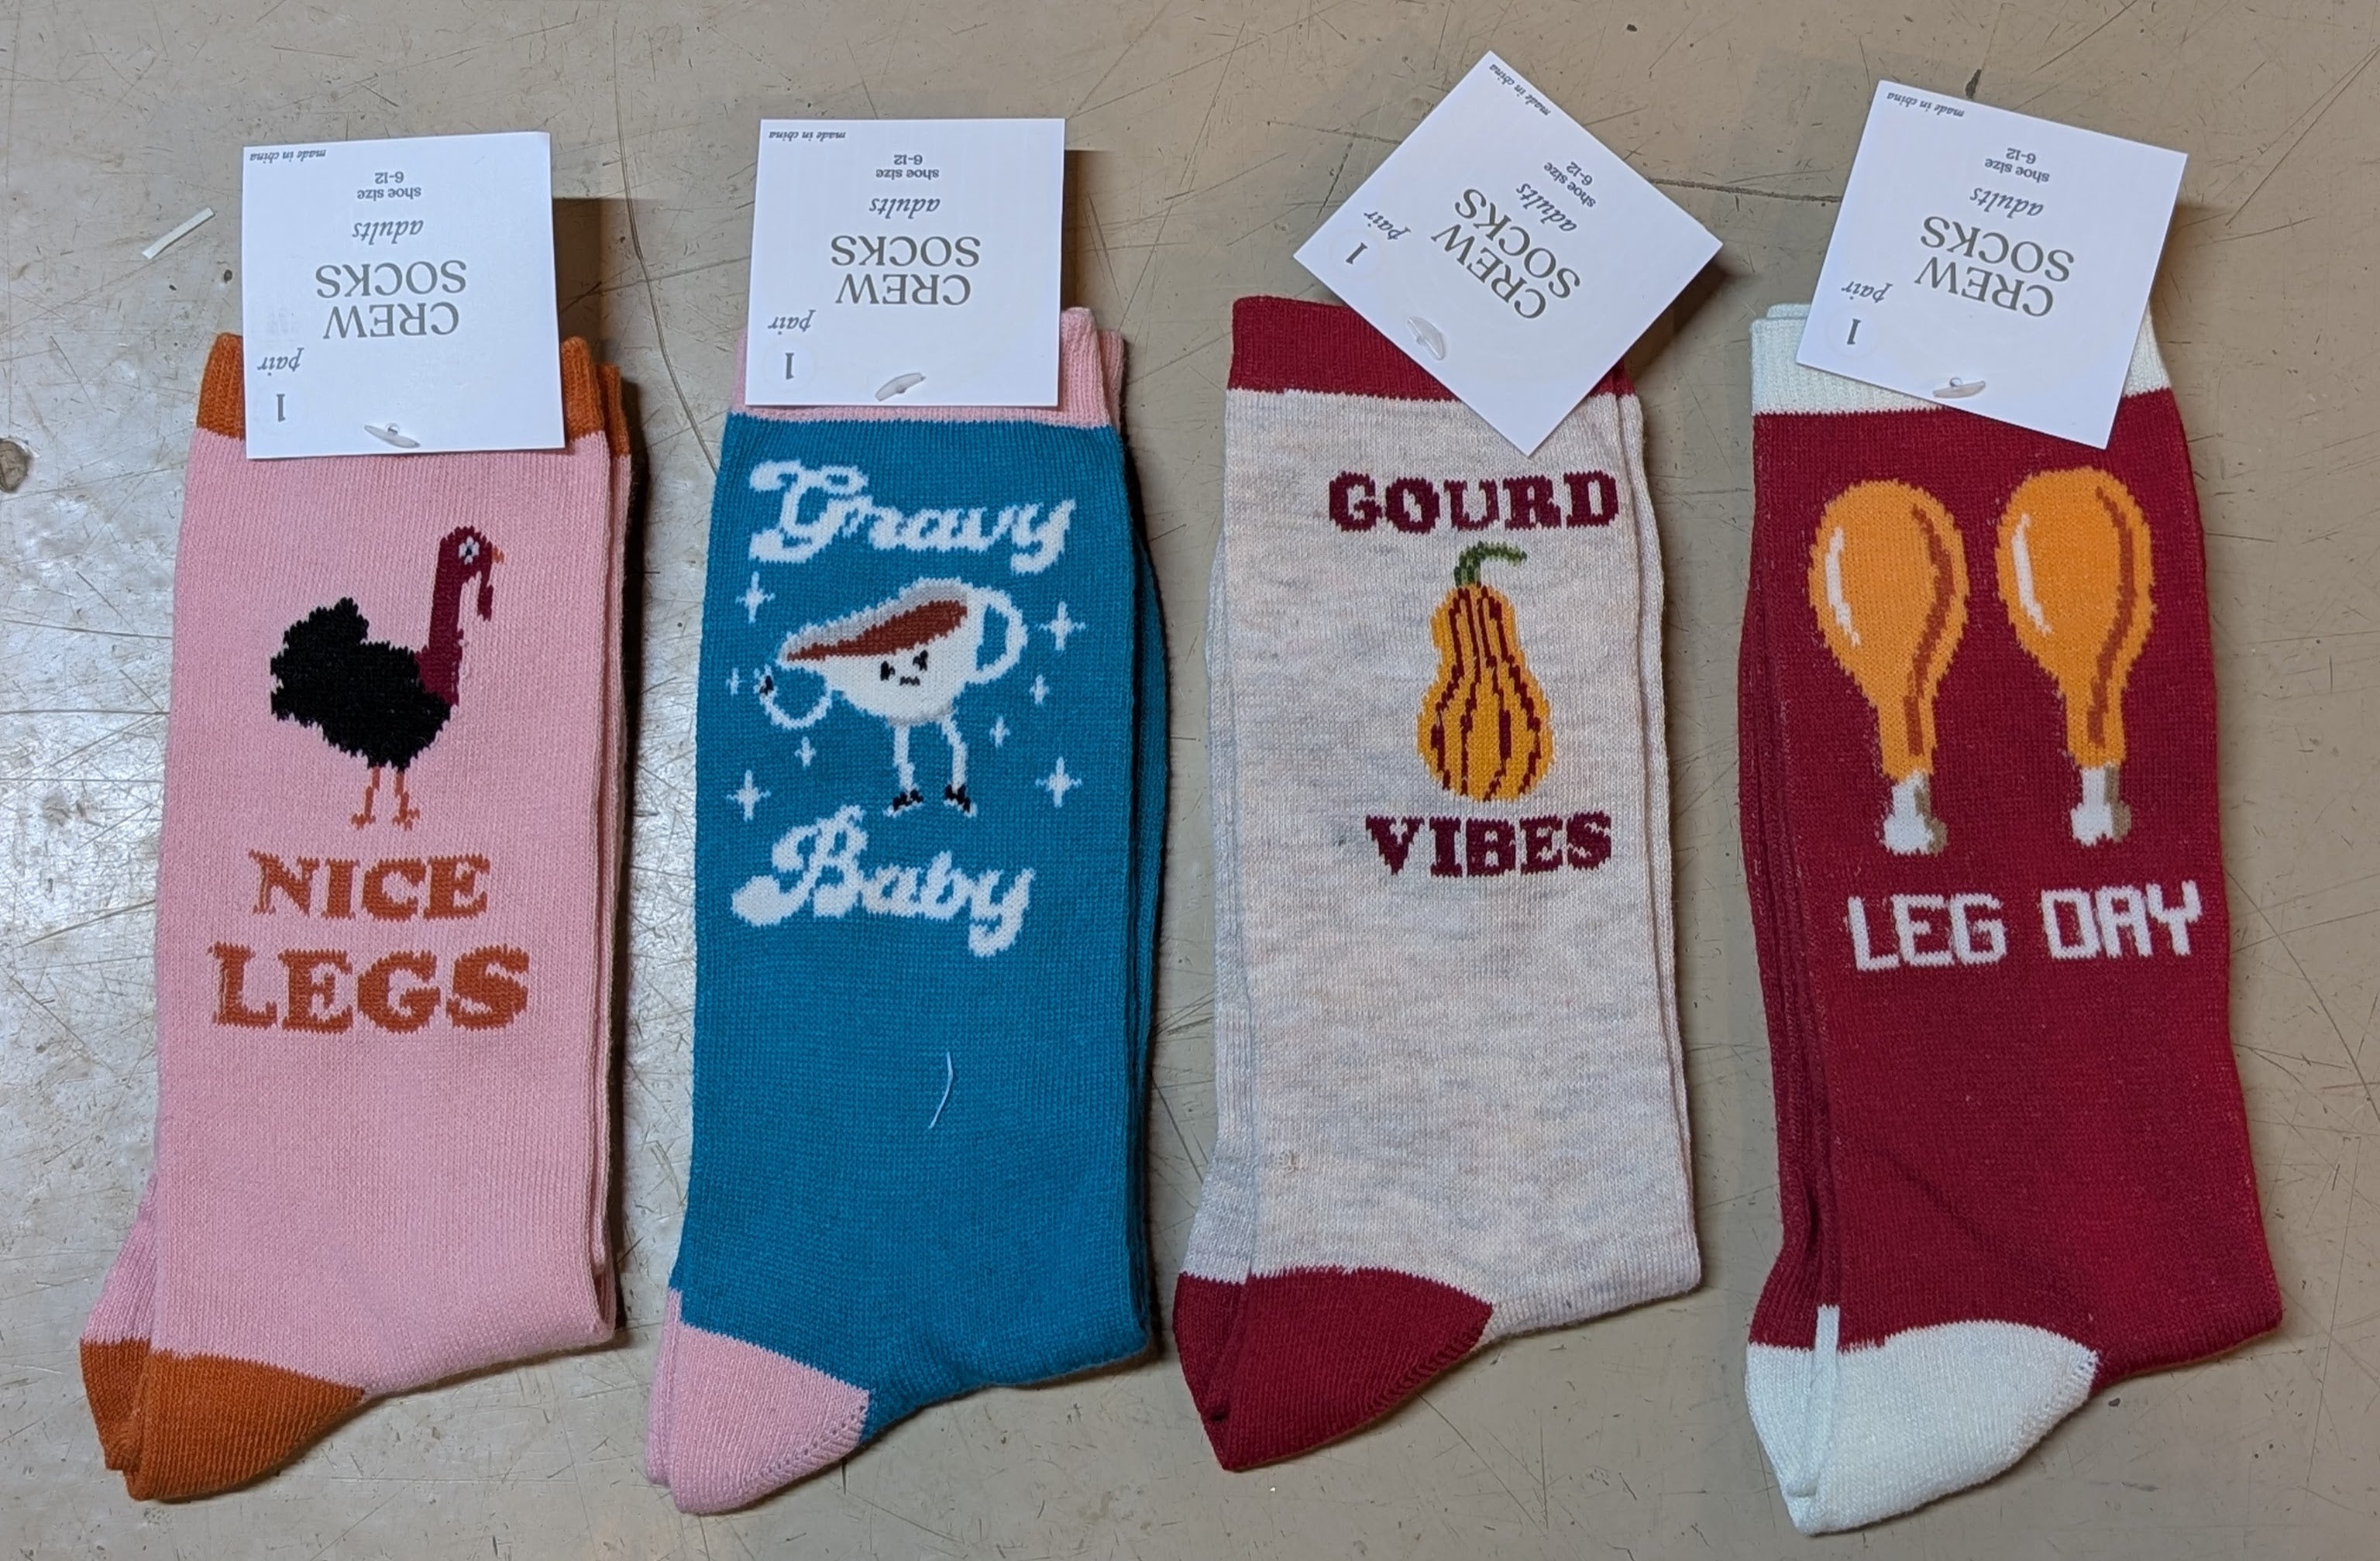 made in china
shoe size
6-12
adults
CREW
SOCKS
1
pair
NICE
LEGS
made in china
shoe size
6-12
adults
CREW
SOCKS
1
pair
Gravy
Baby
made in china
shoe size
6-12
adults
CREW
SOCKS
1
pair
GOURD
VIBES
made in china
shoe size
6-12
adults
CREW
SOCKS
1
pair
LEG DAY